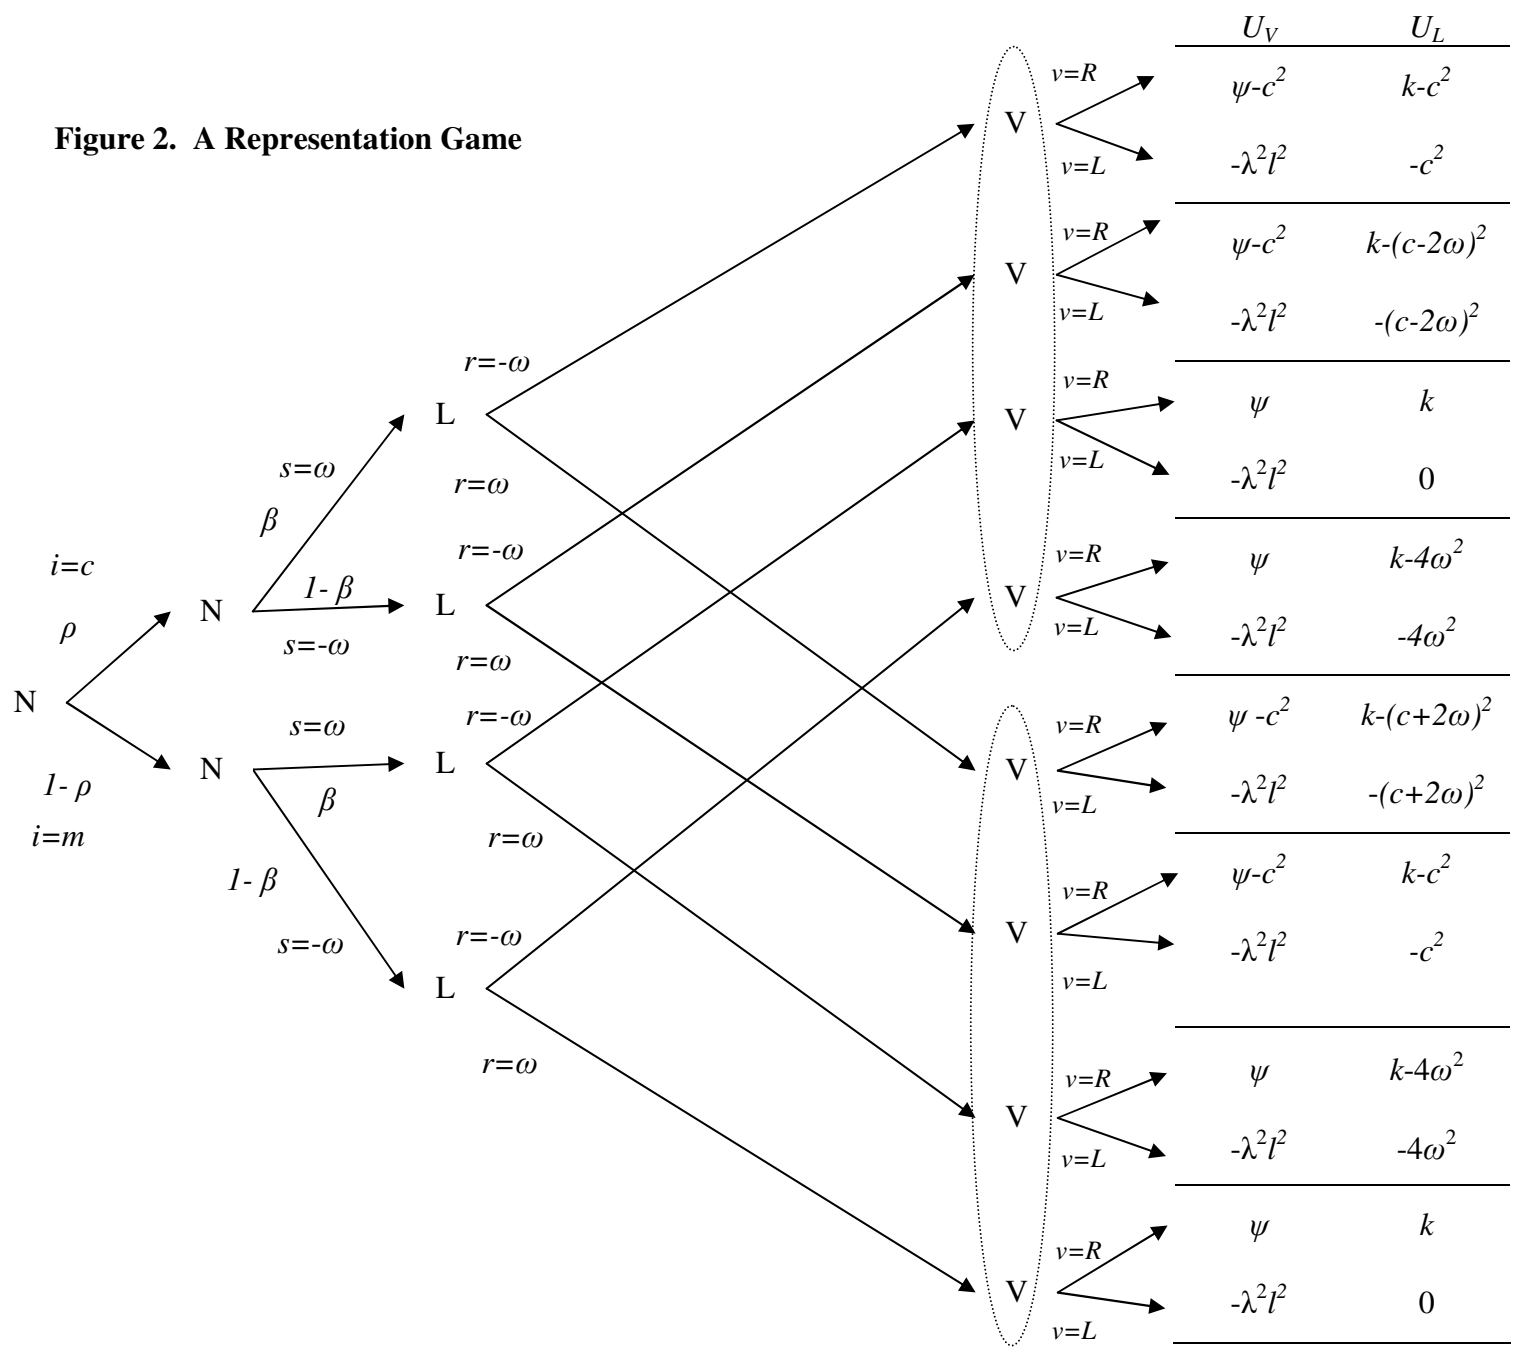 U_V U_L
v=R ψ-c² k-c²
Figure 2. A Representation Game
V
v=L -λ²l² -c²
v=R ψ-c² k-(c-2ω)²
V
v=L -λ²l² -(c-2ω)²
r=-ω
v=R ψ k
L V
v=L -λ²l² 0
s=ω r=ω
β
r=-ω v=R ψ k-4ω²
i=c
1- β L V
ρ N
v=L -λ²l² -4ω²
s=-ω
r=ω
N
r=-ω v=R ψ -c² k-(c+2ω)²
s=ω
N L V
1- ρ β v=L -λ²l² -(c+2ω)²
i=m r=ω
1- β v=R ψ-c² k-c²
s=-ω r=-ω V
-λ²l² -c²
L v=L
r=ω v=R ψ k-4ω²
V
v=L -λ²l² -4ω²
v=R ψ k
V
-λ²l² 0
v=L